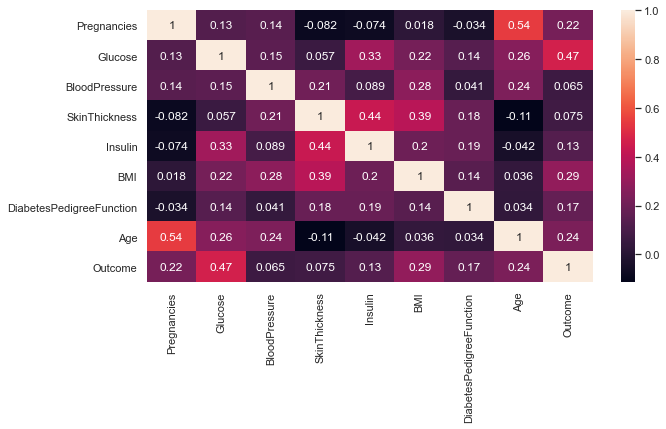 Pregnancies 1 0.13 0.14 -0.082 -0.074 0.018 -0.034 0.54 0.22
Glucose 0.13 1 0.15 0.057 0.33 0.22 0.14 0.26 0.47
BloodPressure 0.14 0.15 1 0.21 0.089 0.28 0.041 0.24 0.065
SkinThickness -0.082 0.057 0.21 1 0.44 0.39 0.18 -0.11 0.075
Insulin -0.074 0.33 0.089 0.44 1 0.2 0.19 -0.042 0.13
BMI 0.018 0.22 0.28 0.39 0.2 1 0.14 0.036 0.29
DiabetesPedigreeFunction -0.034 0.14 0.041 0.18 0.19 0.14 1 0.034 0.17
Age 0.54 0.26 0.24 -0.11 -0.042 0.036 0.034 1 0.24
Outcome 0.22 0.47 0.065 0.075 0.13 0.29 0.17 0.24 1
Pregnancies
Glucose
BloodPressure
SkinThickness
Insulin
BMI
DiabetesPedigreeFunction
Age
Outcome
1.0
0.8
0.6
0.4
0.2
0.0